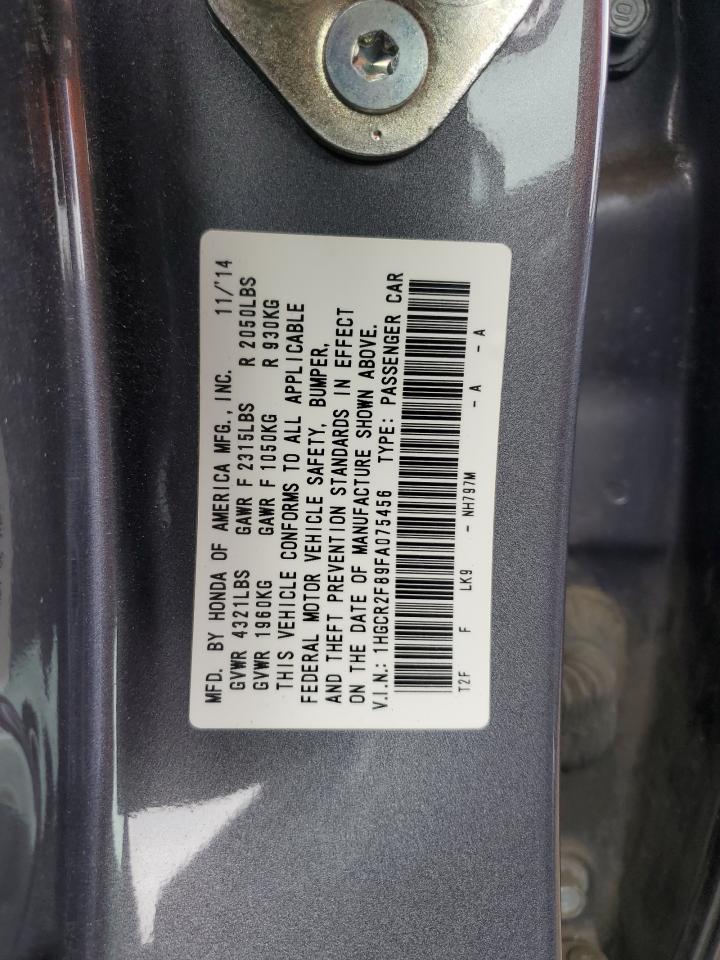 MFD. BY HONDA OF AMERICA MFG., INC. 11/'14
GVWR 4321LBS GAWR F 2315LBS R 2050LBS
GVWR 1960KG GAWR F 1050KG R 930KG
THIS VEHICLE CONFORMS TO ALL APPLICABLE
FEDERAL MOTOR VEHICLE SAFETY, BUMPER,
AND THEFT PREVENTION STANDARDS IN EFFECT
ON THE DATE OF MANUFACTURE SHOWN ABOVE.
V.I.N.: 1HGCR2F89FA075456 TYPE: PASSENGER CAR
T2F F LK9 - NH797M - A - A
10